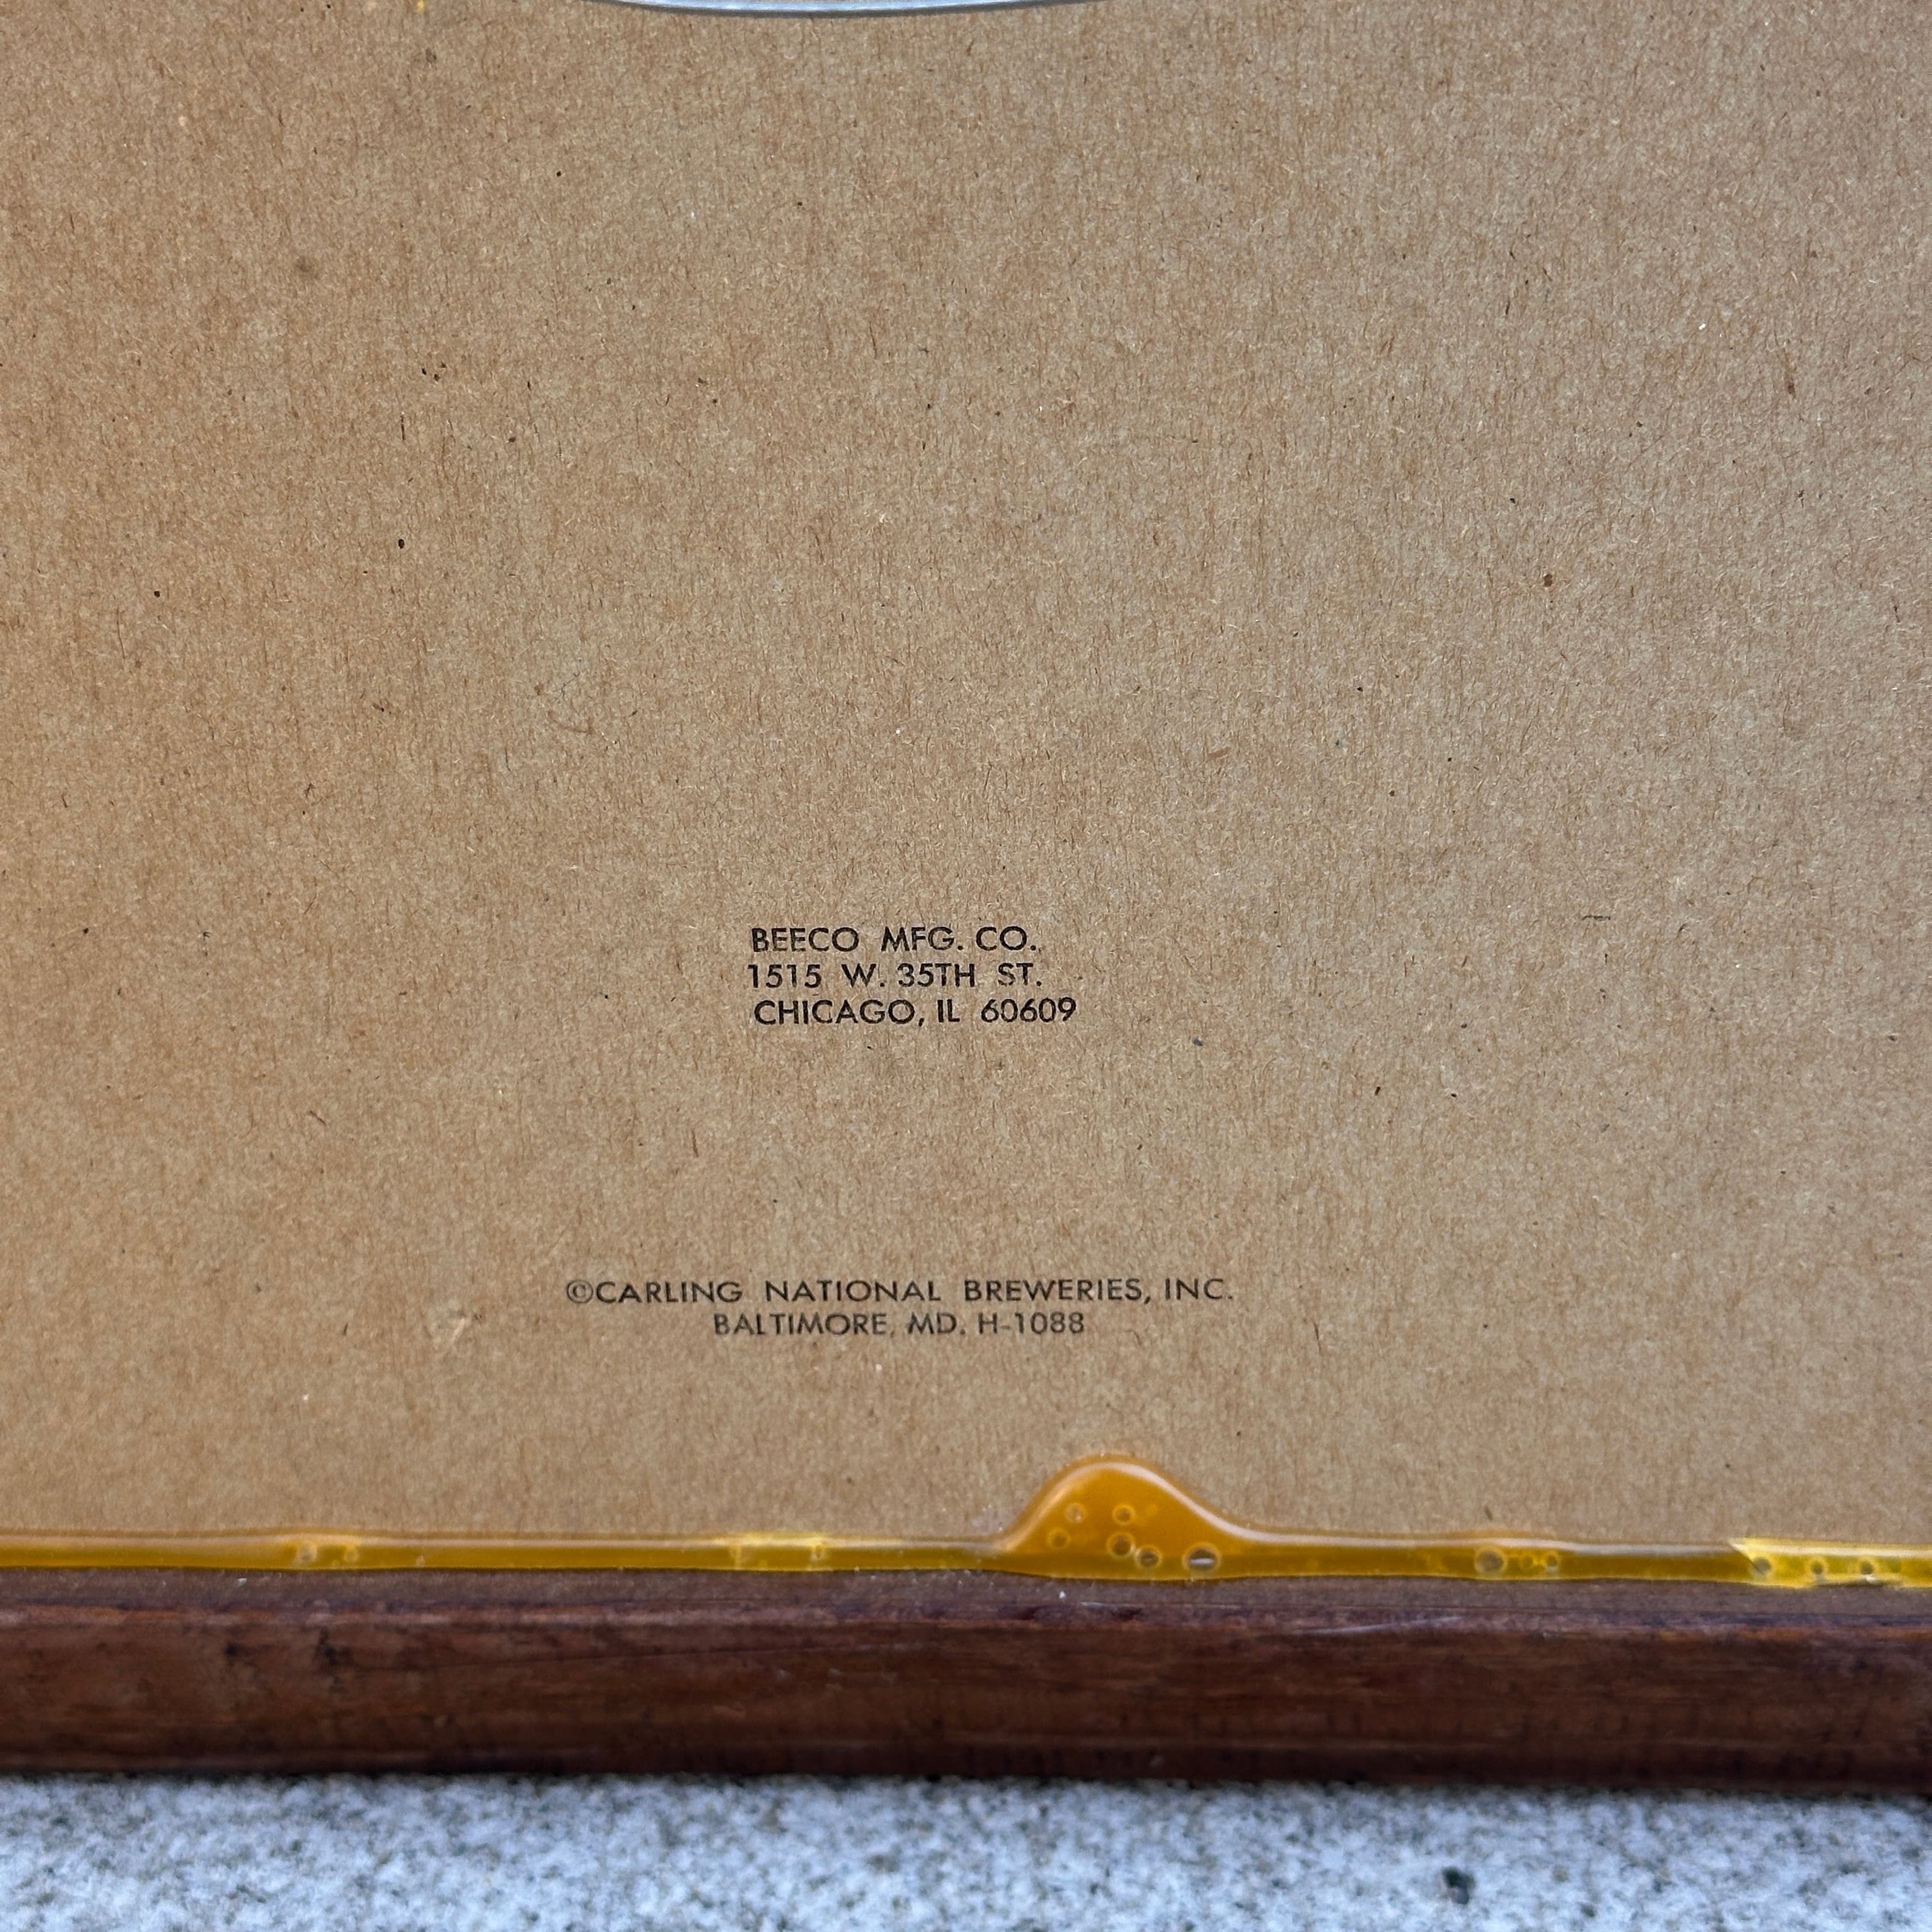 BEECO MFG. CO.
1515 W. 35TH ST.
CHICAGO, IL 60609
©CARLING NATIONAL BREWERIES, INC.
BALTIMORE, MD. H-1088